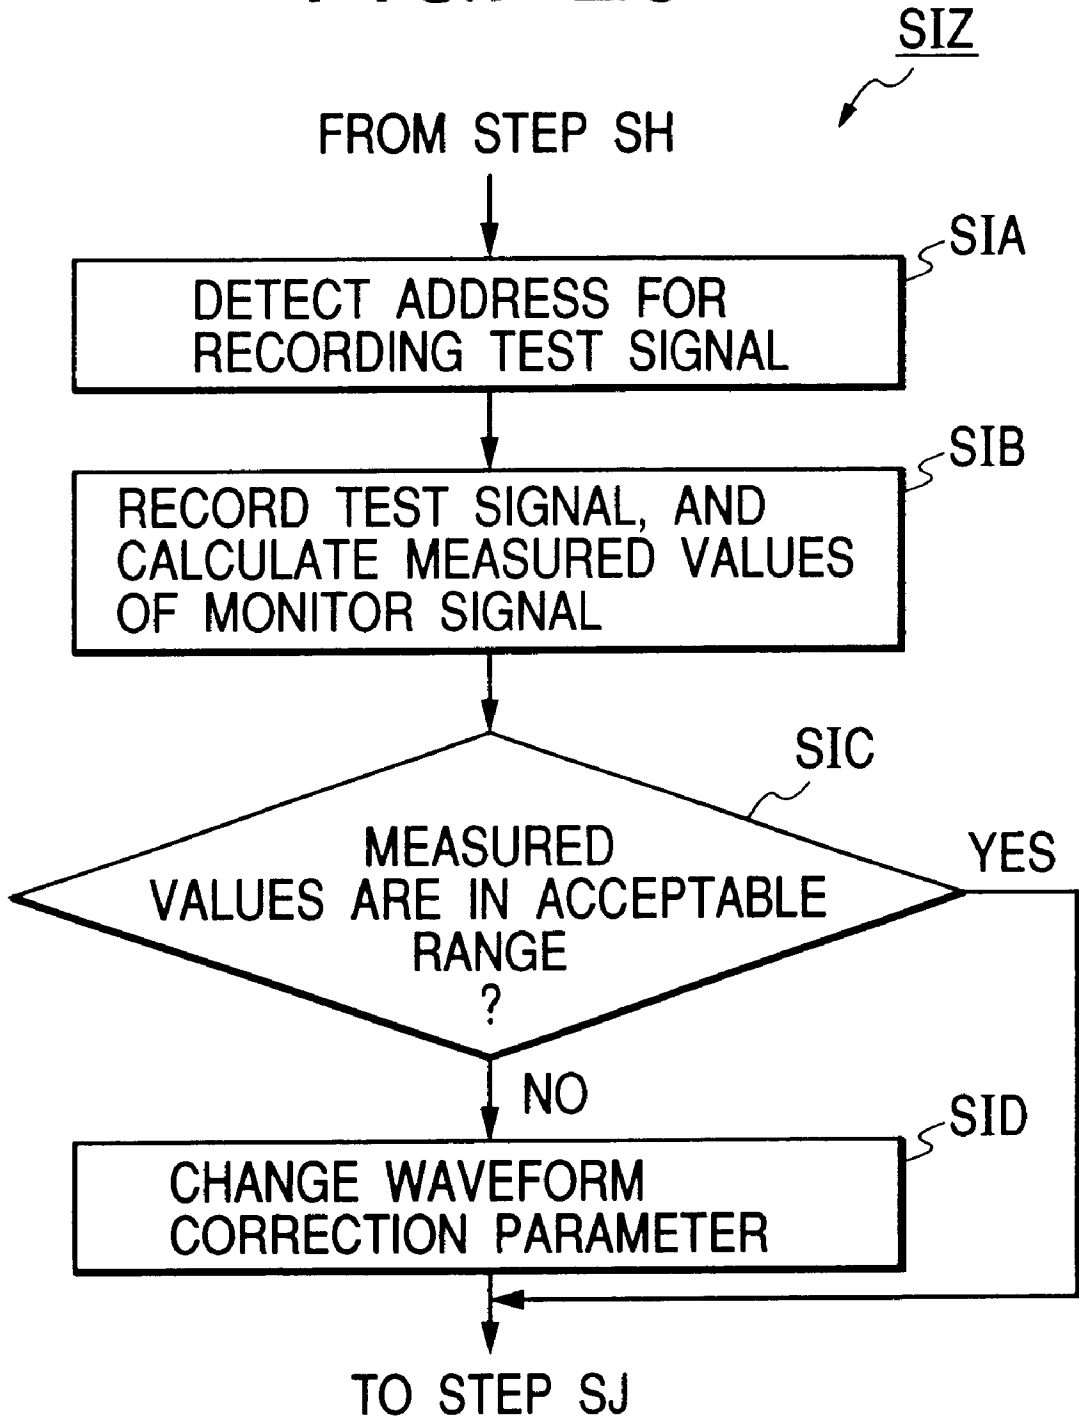 SIZ
FROM STEP SH
SIA
DETECT ADDRESS FOR
RECORDING TEST SIGNAL
SIB
RECORD TEST SIGNAL, AND
CALCULATE MEASURED VALUES
OF MONITOR SIGNAL
SIC
MEASURED
VALUES ARE IN ACCEPTABLE
RANGE
?
YES
NO
SID
CHANGE WAVEFORM
CORRECTION PARAMETER
TO STEP SJ